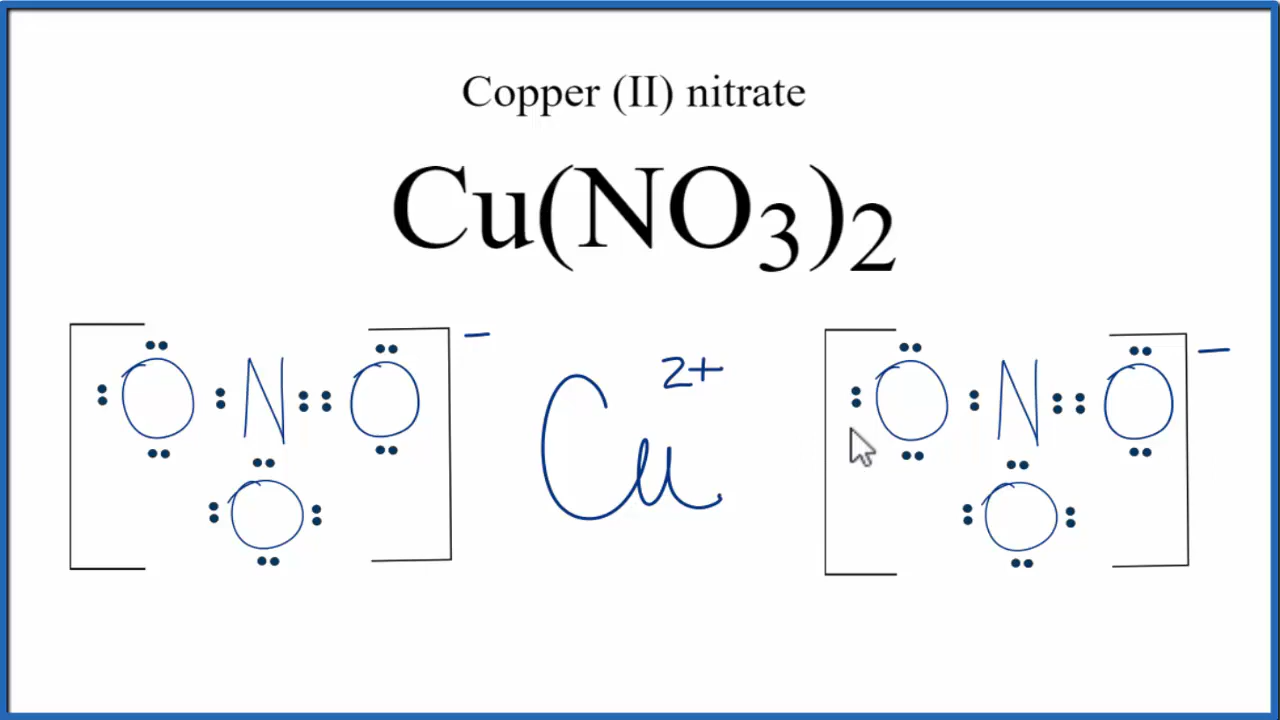 Copper (II) nitrate
Cu(NO3)2
[O N O O]− Cu2+ [O N O O]−